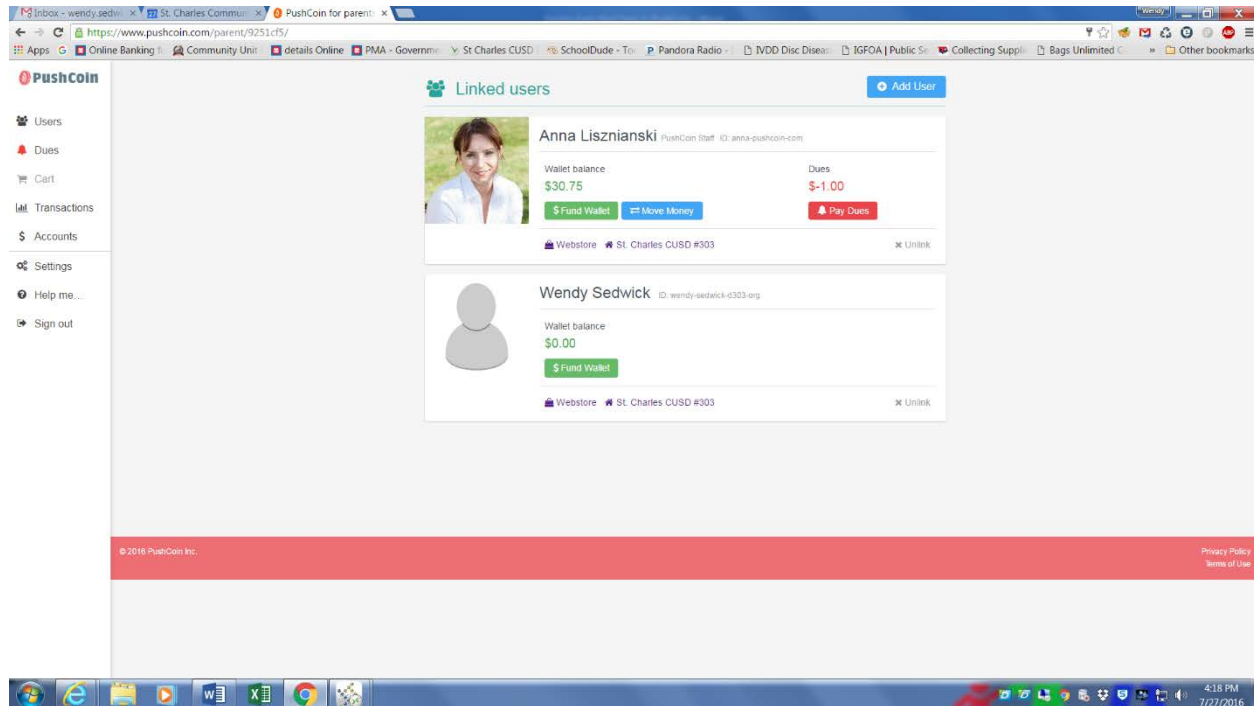 Inbox - wendy.sedwi
St. Charles Commun
PushCoin for parent
Wendy
https://www.pushcoin.com/parent/9251cf5/
Apps
G
Online Banking f
Community Unit
details Online
PMA - Governme
St Charles CUSD
SchoolDude - To
Pandora Radio -
IVDD Disc Diseas
IGFOA | Public Se
Collecting Suppli
Bags Unlimited C
»
Other bookmarks
PushCoin
Users
Dues
Cart
Transactions
$ Accounts
Settings
Help me...
Sign out
Linked users
Add User
Anna Lisznianski PushCoin Staff ID: anna-pushcoin-com
Wallet balance
$30.75
$ Fund Wallet
Move Money
Dues
$-1.00
Pay Dues
Webstore
St. Charles CUSD #303
Unlink
Wendy Sedwick ID: wendy-sedwick-d303-org
Wallet balance
$0.00
$ Fund Wallet
Webstore
St. Charles CUSD #303
Unlink
© 2016 PushCoin Inc.
Privacy Policy
Terms of Use
4:18 PM
7/27/2016